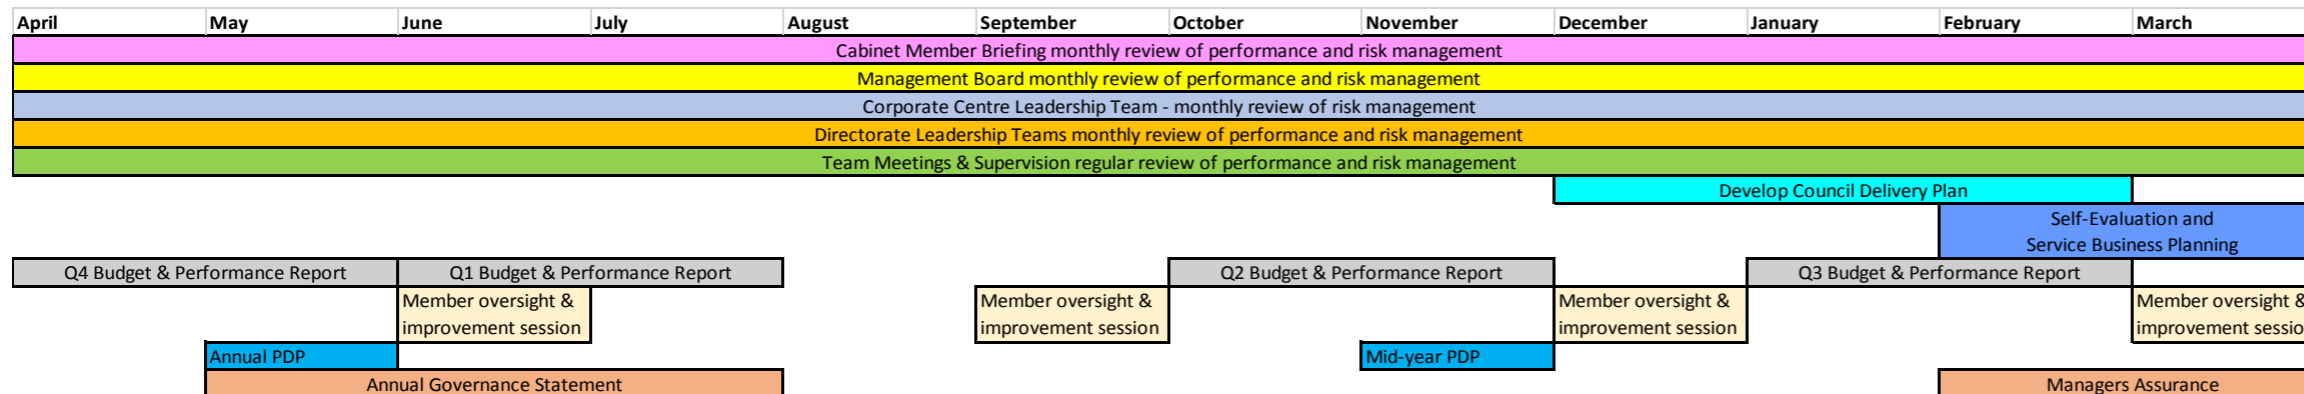 April May June July August September October November December January February March
Cabinet Member Briefing monthly review of performance and risk management
Management Board monthly review of performance and risk management
Corporate Centre Leadership Team - monthly review of risk management
Directorate Leadership Teams monthly review of performance and risk management
Team Meetings & Supervision regular review of performance and risk management
Develop Council Delivery Plan
Self-Evaluation and
Service Business Planning
Q4 Budget & Performance Report Q1 Budget & Performance Report Q2 Budget & Performance Report Q3 Budget & Performance Report
Member oversight & Member oversight & Member oversight & Member oversight &
improvement session improvement session improvement session improvement sessio
Annual PDP Mid-year PDP
Annual Governance Statement Managers Assurance